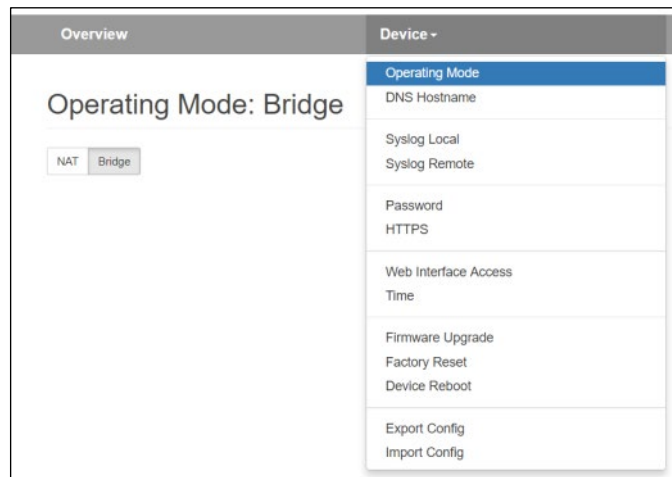 Overview
Device
Operating Mode: Bridge
NAT
Bridge
Operating Mode
DNS Hostname
Syslog Local
Syslog Remote
Password
HTTPS
Web Interface Access
Time
Firmware Upgrade
Factory Reset
Device Reboot
Export Config
Import Config